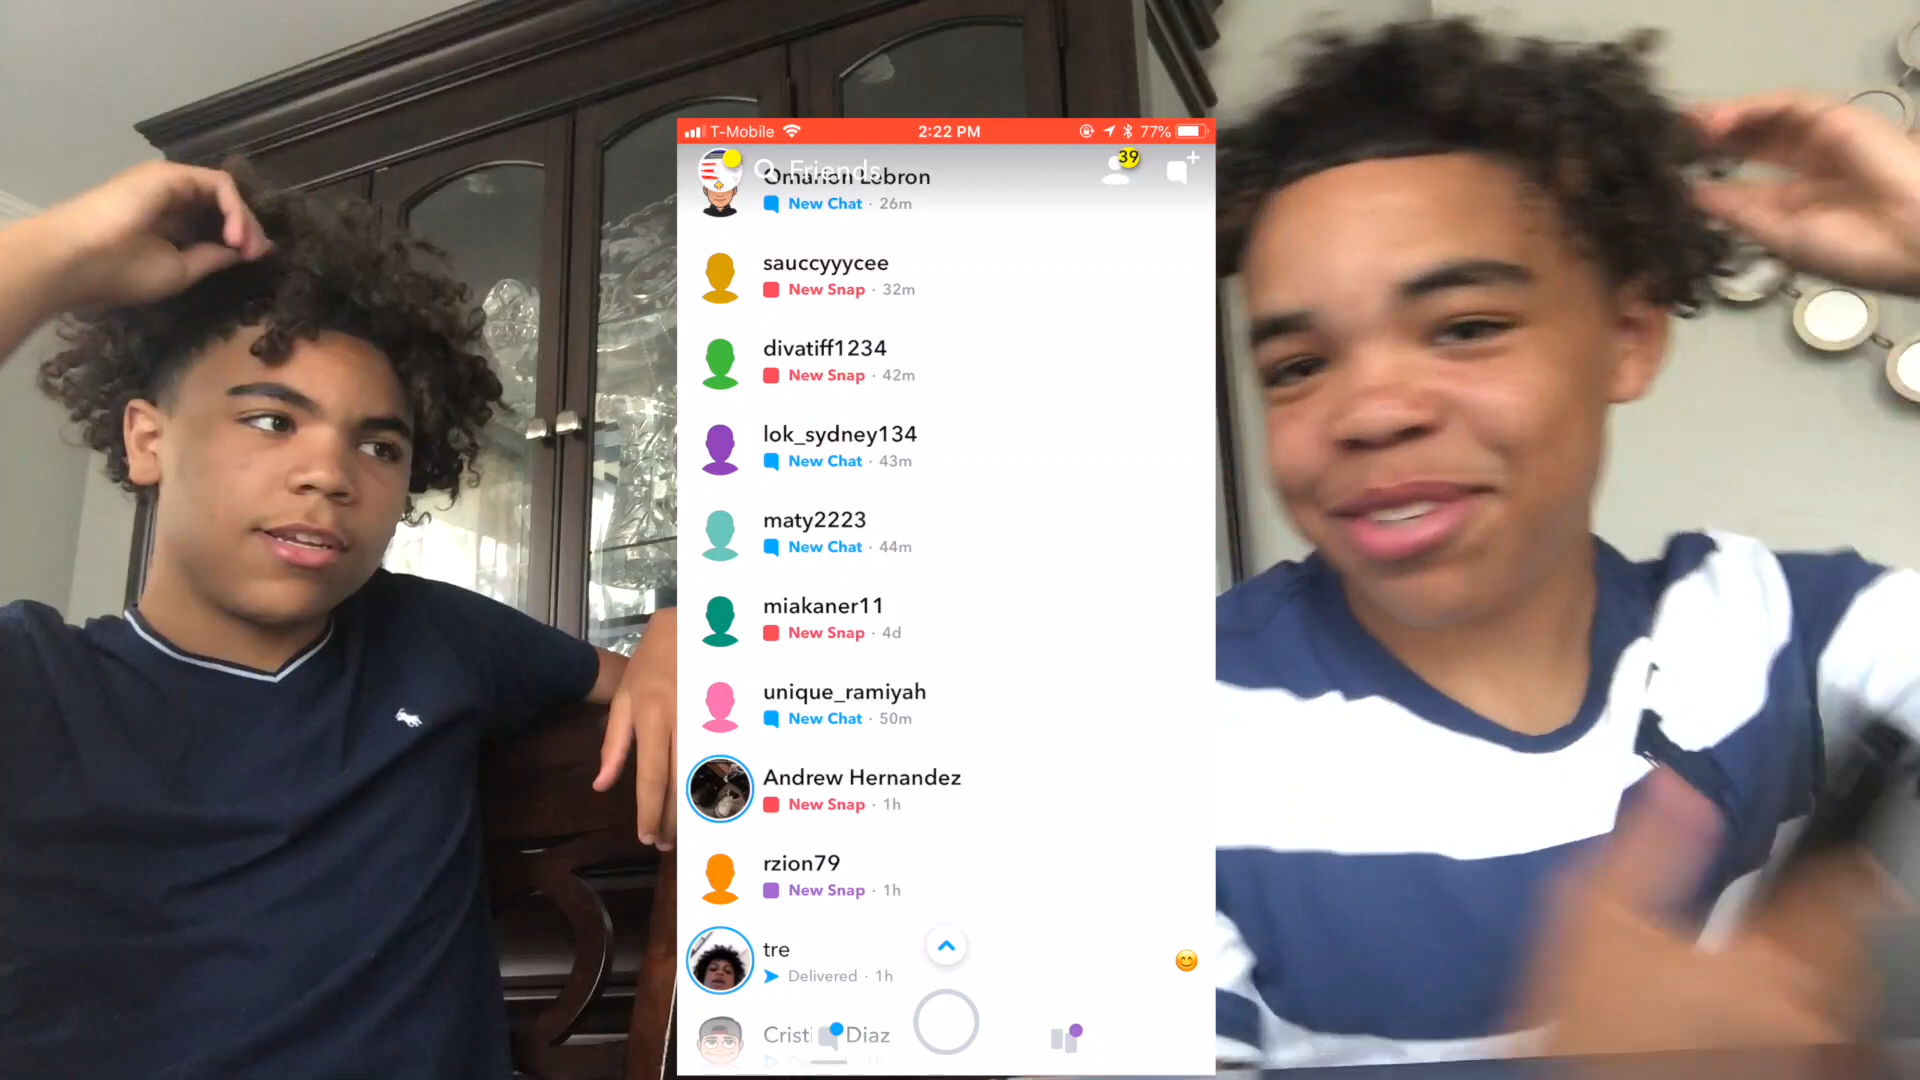 T-Mobile 2:22 PM 77%
Friends 39
Omarion Lebron
New Chat · 26m
sauccyyycee
New Snap · 32m
divatiff1234
New Snap · 42m
lok_sydney134
New Chat · 43m
maty2223
New Chat · 44m
miakaner11
New Snap · 4d
unique_ramiyah
New Chat · 50m
Andrew Hernandez
New Snap · 1h
rzion79
New Snap · 1h
tre
Delivered · 1h
Cristi Diaz